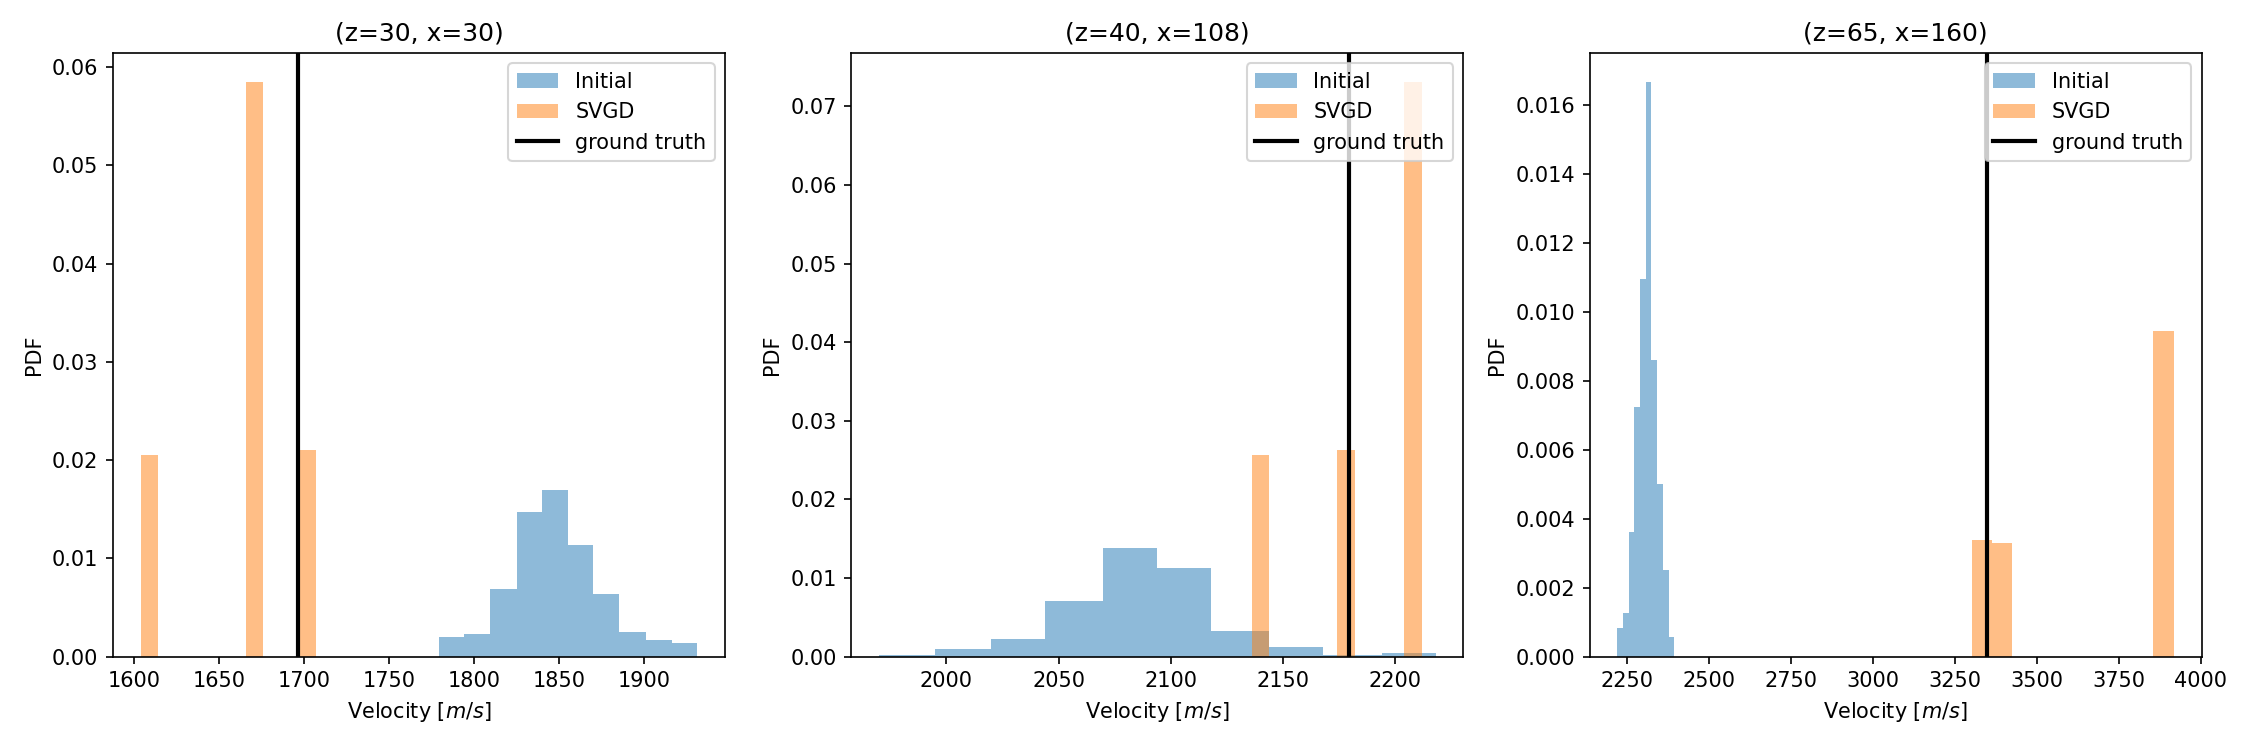 (z=30, x=30)
0.06
0.05
0.04
0.03
0.02
0.01
0.00
PDF
Initial
SVGD
ground truth
1600 1650 1700 1750 1800 1850 1900
Velocity [m/s]
(z=40, x=108)
0.07
0.06
0.05
0.04
0.03
0.02
0.01
0.00
PDF
Initial
SVGD
ground truth
2000 2050 2100 2150 2200
Velocity [m/s]
(z=65, x=160)
0.016
0.014
0.012
0.010
0.008
0.006
0.004
0.002
0.000
PDF
Initial
SVGD
ground truth
2250 2500 2750 3000 3250 3500 3750 4000
Velocity [m/s]